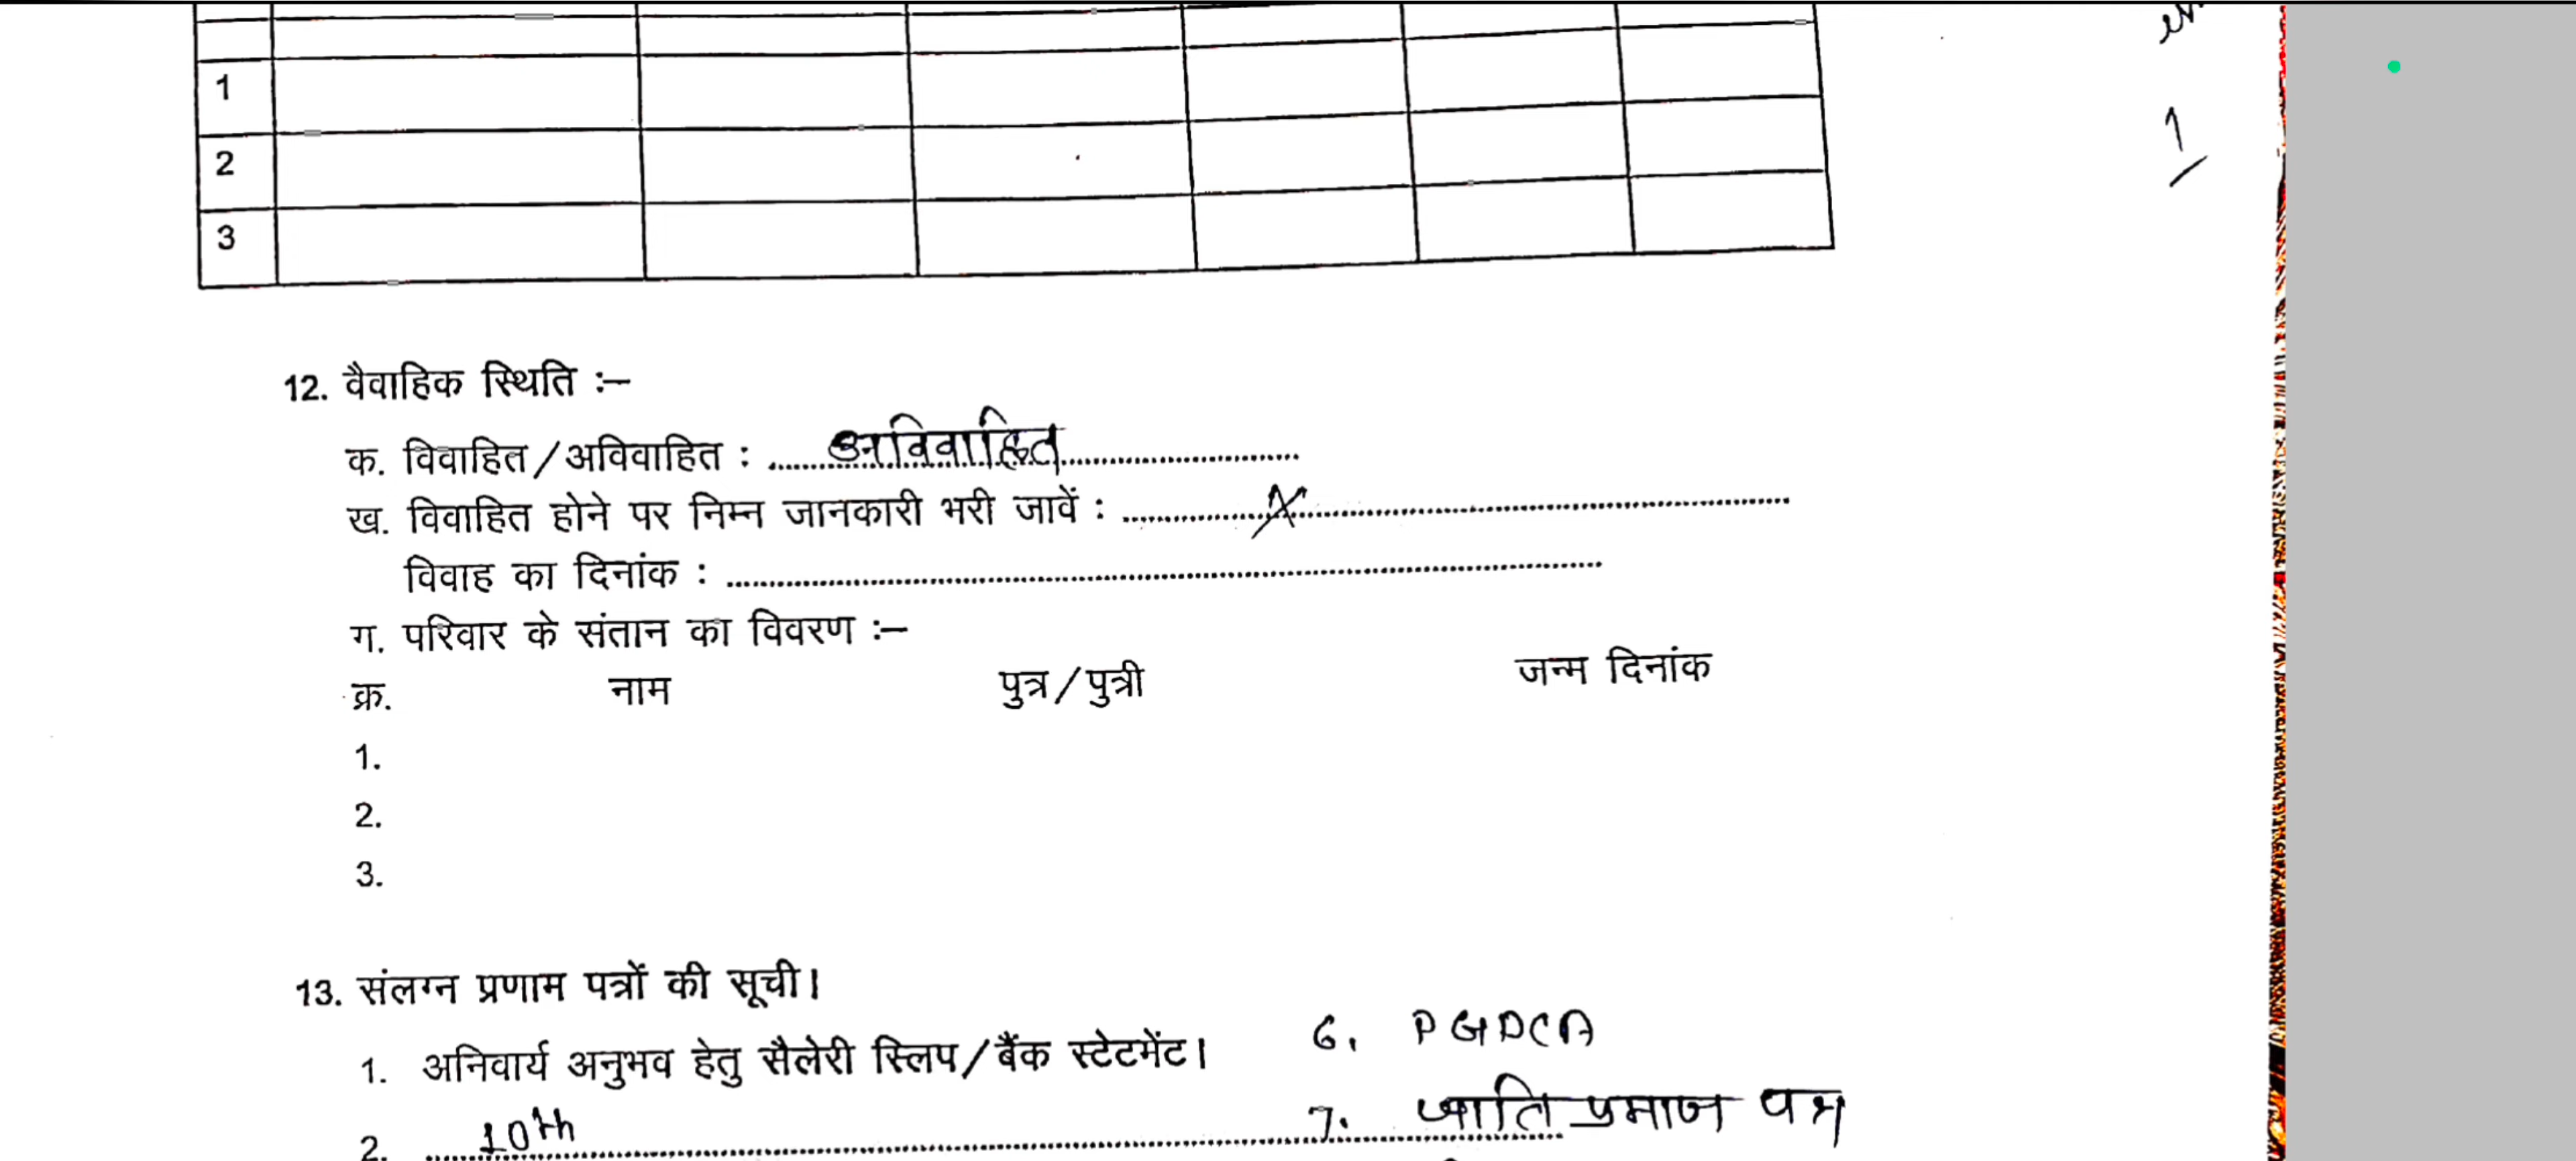 1
2
3
1
12. वैवाहिक स्थिति :–
क. विवाहित/अविवाहित : अविवाहित
ख. विवाहित होने पर निम्न जानकारी भरी जावें : X
विवाह का दिनांक :
ग. परिवार के संतान का विवरण :–
क्र. नाम पुत्र/पुत्री जन्म दिनांक
1.
2.
3.
13. संलग्न प्रणाम पत्रों की सूची।
1. अनिवार्य अनुभव हेतु सैलेरी स्लिप/बैंक स्टेटमेंट। 6. PGDCA
2. 10th 7. जाति प्रमाण पत्र